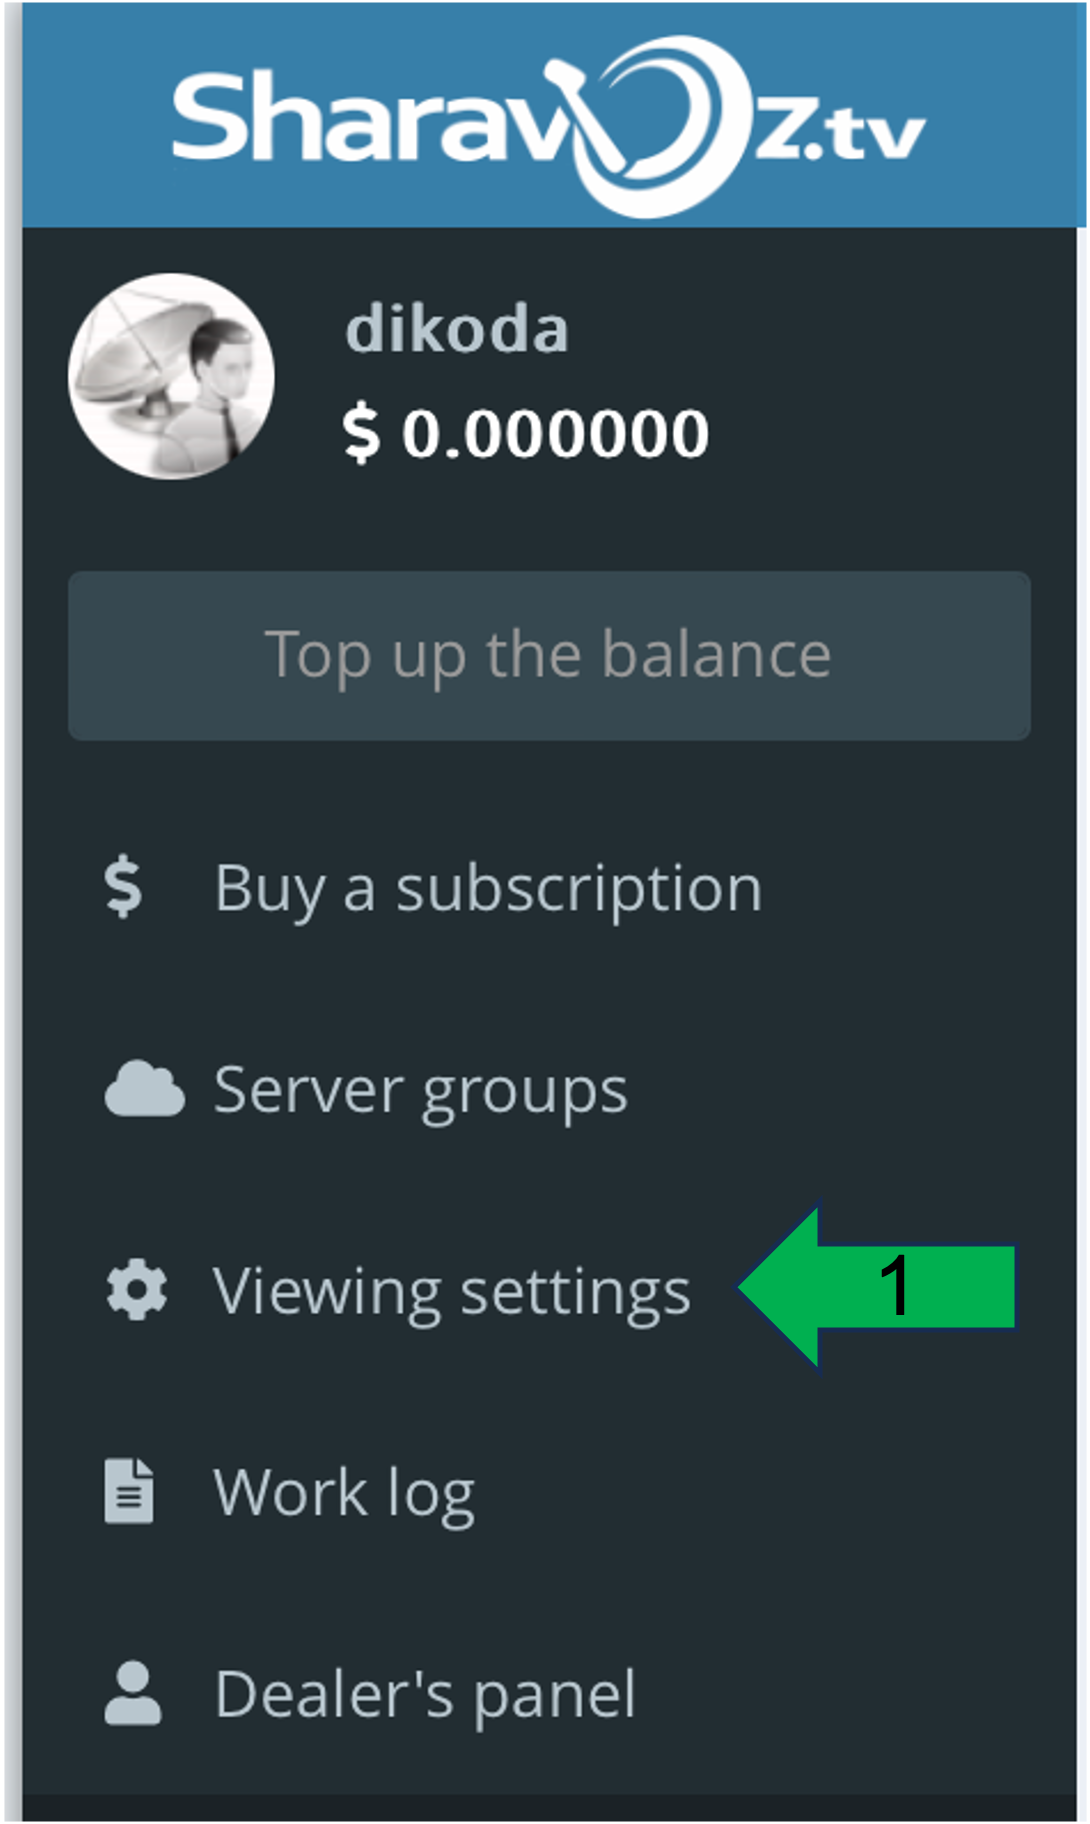 Sharavoz.tv
dikoda
$ 0.000000
Top up the balance
$ Buy a subscription
Server groups
Viewing settings 1
Work log
Dealer's panel